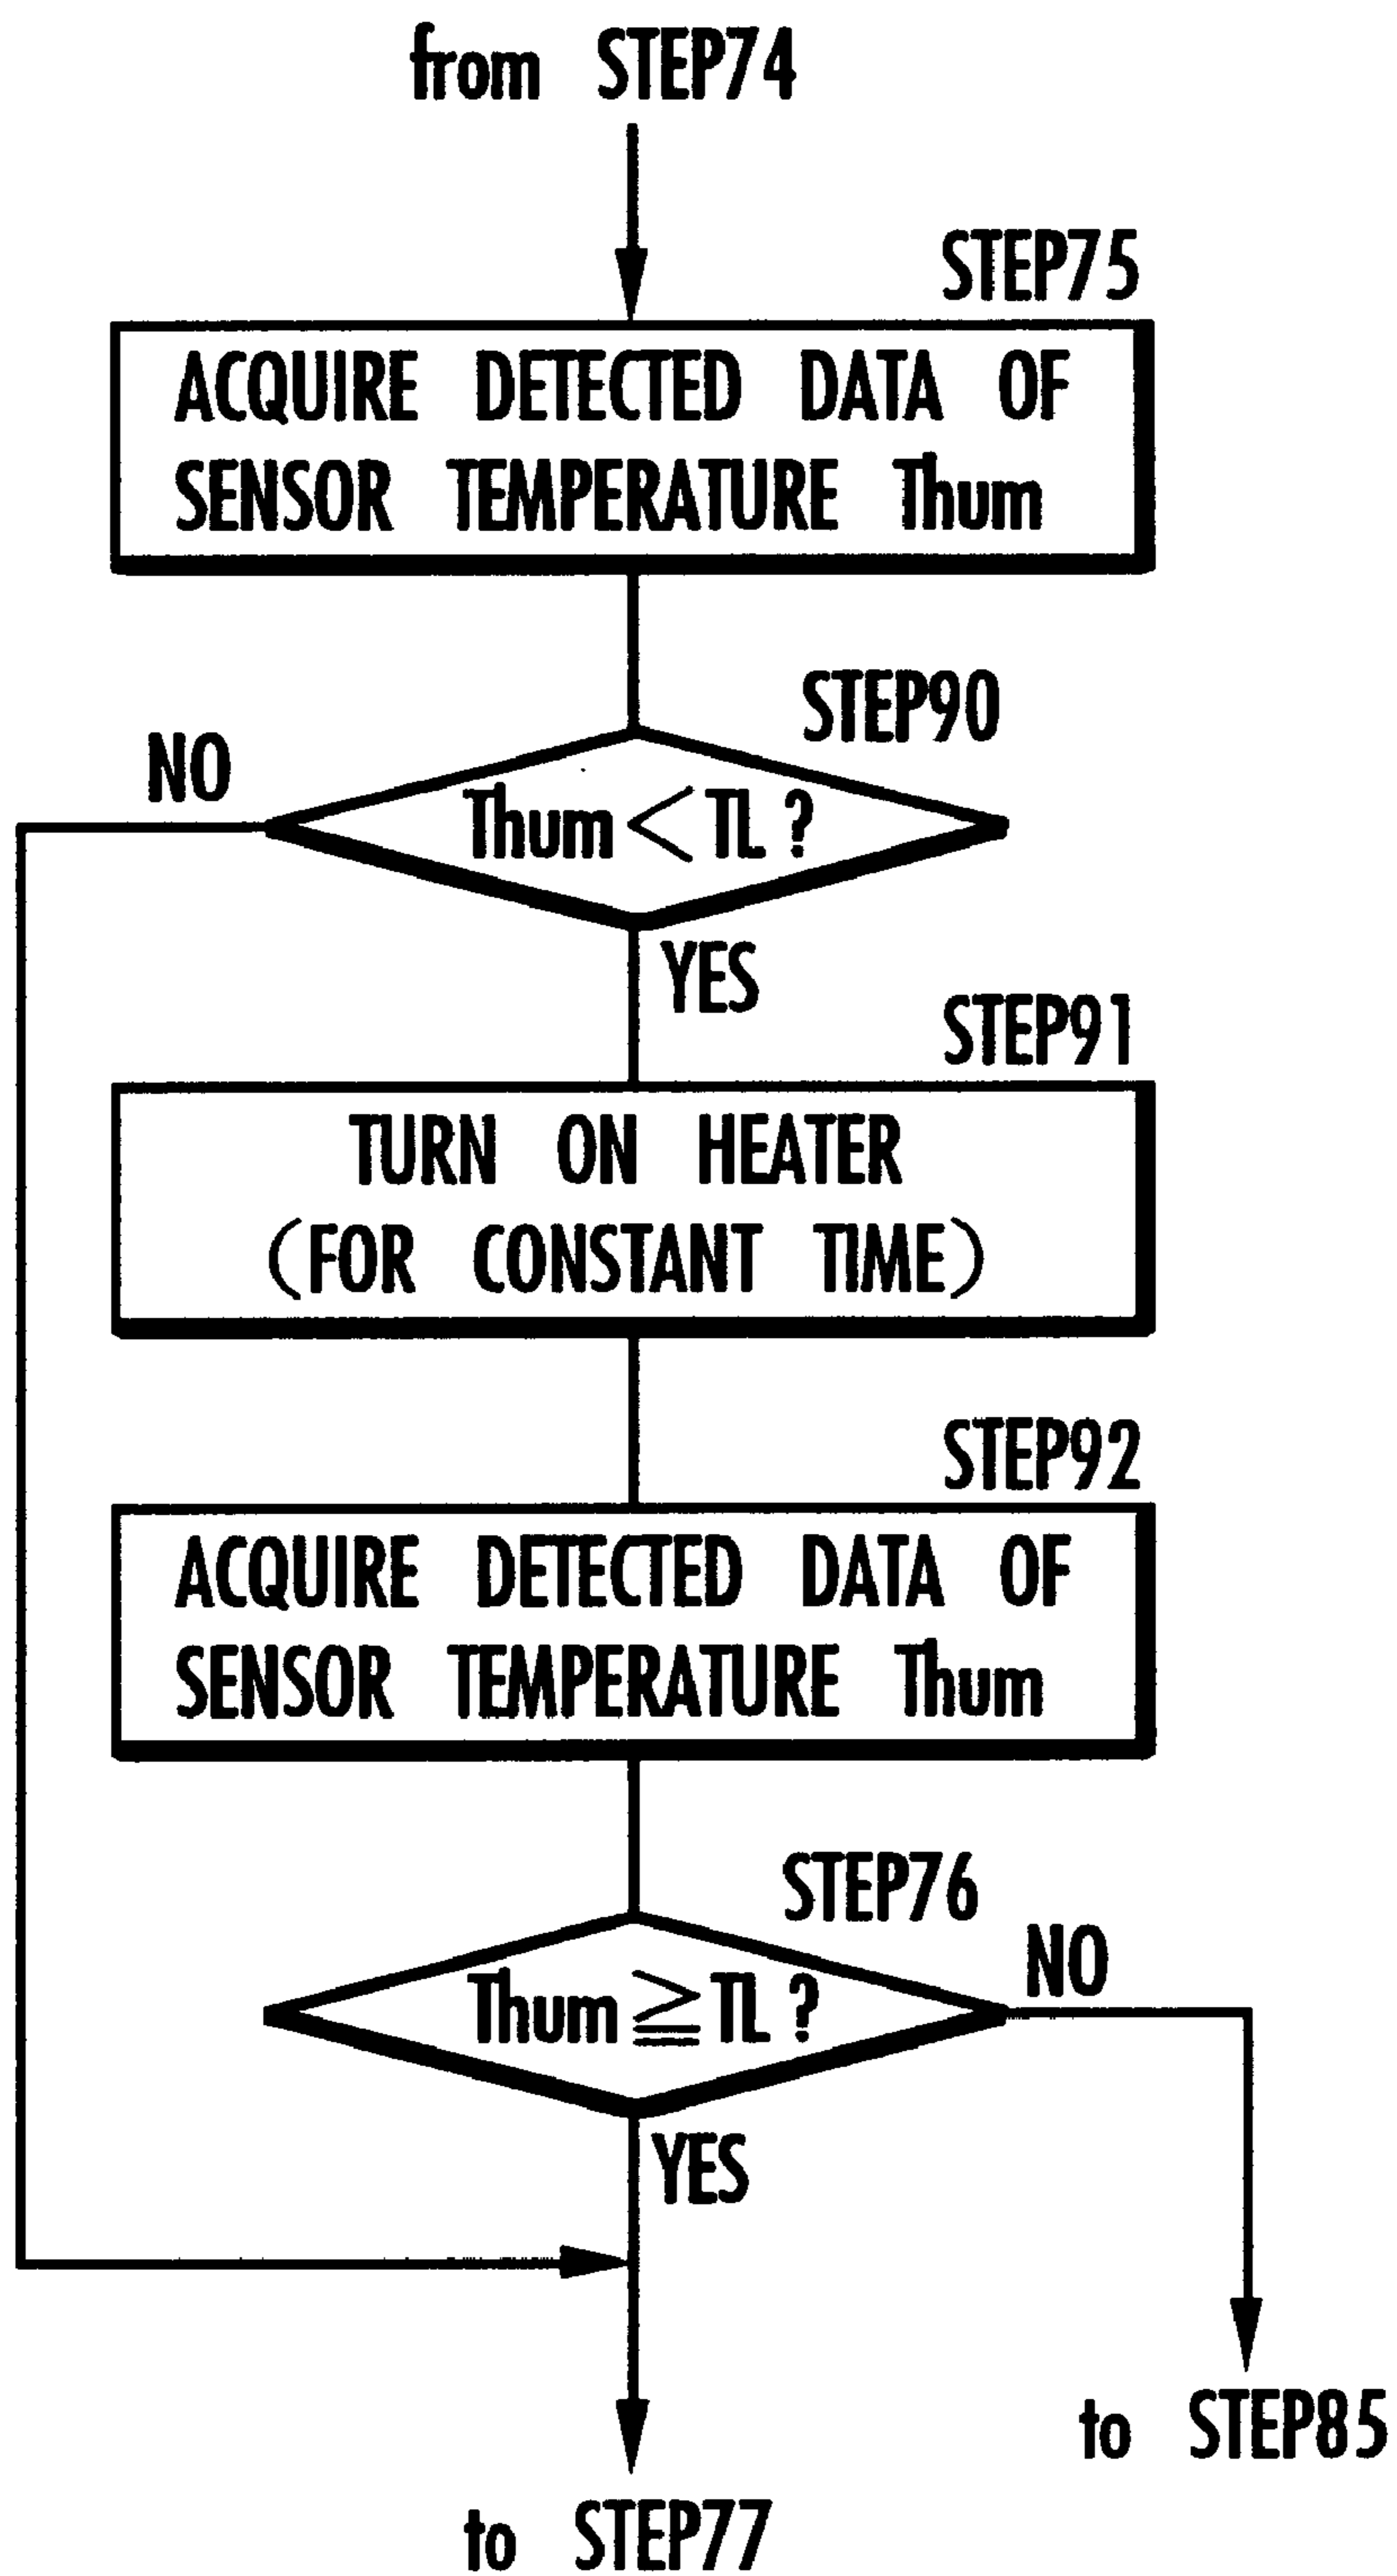 from STEP74
STEP75
ACQUIRE DETECTED DATA OF
SENSOR TEMPERATURE Thum
STEP90
NO
Thum < TL ?
YES
STEP91
TURN ON HEATER
(FOR CONSTANT TIME)
STEP92
ACQUIRE DETECTED DATA OF
SENSOR TEMPERATURE Thum
STEP76
NO
Thum ≧ TL ?
YES
to STEP85
to STEP77